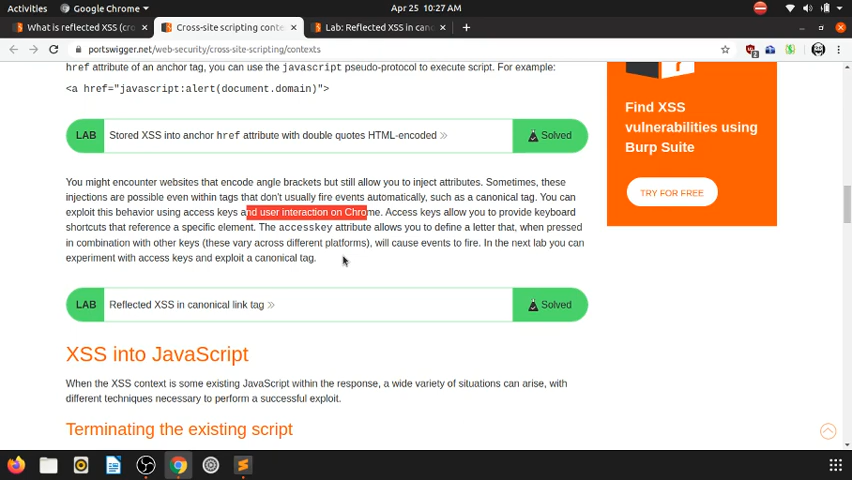 Activities
Google Chrome
Apr 25 10:27 AM
What is reflected XSS (cro
Cross-site scripting conte
Lab: Reflected XSS in cano
portswigger.net/web-security/cross-site-scripting/contexts
href attribute of an anchor tag, you can use the javascript pseudo-protocol to execute script. For example:
<a href="javascript:alert(document.domain)">
LAB Stored XSS into anchor href attribute with double quotes HTML-encoded » Solved
You might encounter websites that encode angle brackets but still allow you to inject attributes. Sometimes, these
injections are possible even within tags that don't usually fire events automatically, such as a canonical tag. You can
exploit this behavior using access keys and user interaction on Chrome. Access keys allow you to provide keyboard
shortcuts that reference a specific element. The accesskey attribute allows you to define a letter that, when pressed
in combination with other keys (these vary across different platforms), will cause events to fire. In the next lab you can
experiment with access keys and exploit a canonical tag.
LAB Reflected XSS in canonical link tag » Solved
XSS into JavaScript
When the XSS context is some existing JavaScript within the response, a wide variety of situations can arise, with
different techniques necessary to perform a successful exploit.
Terminating the existing script
Find XSS
vulnerabilities using
Burp Suite
TRY FOR FREE